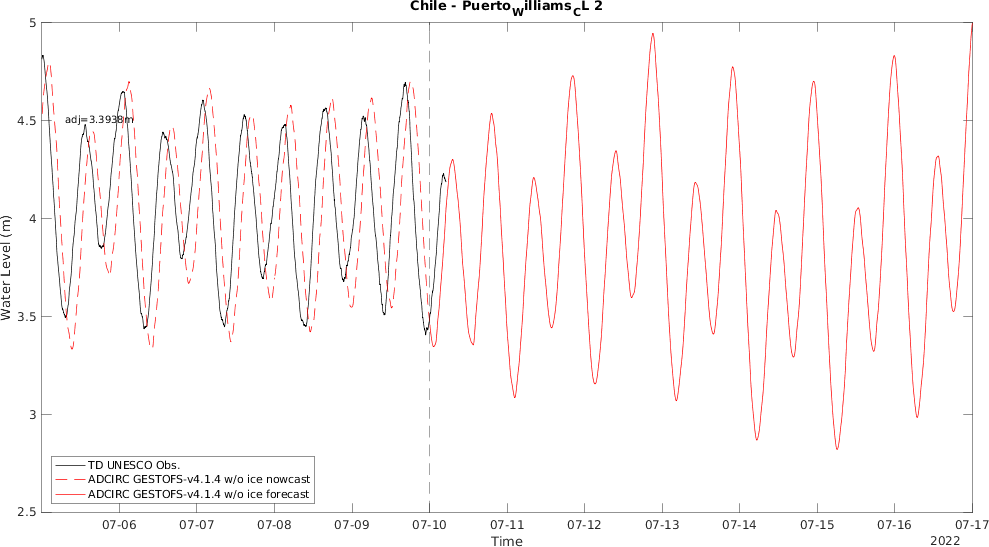 Chile - PuertoWilliamsCL 2
5
4.5
4
3.5
3
2.5
Water Level (m)
adj=3.3938m
TD UNESCO Obs.
ADCIRC GESTOFS-v4.1.4 w/o ice nowcast
ADCIRC GESTOFS-v4.1.4 w/o ice forecast
07-06 07-07 07-08 07-09 07-10 07-11 07-12 07-13 07-14 07-15 07-16 07-17
Time
2022